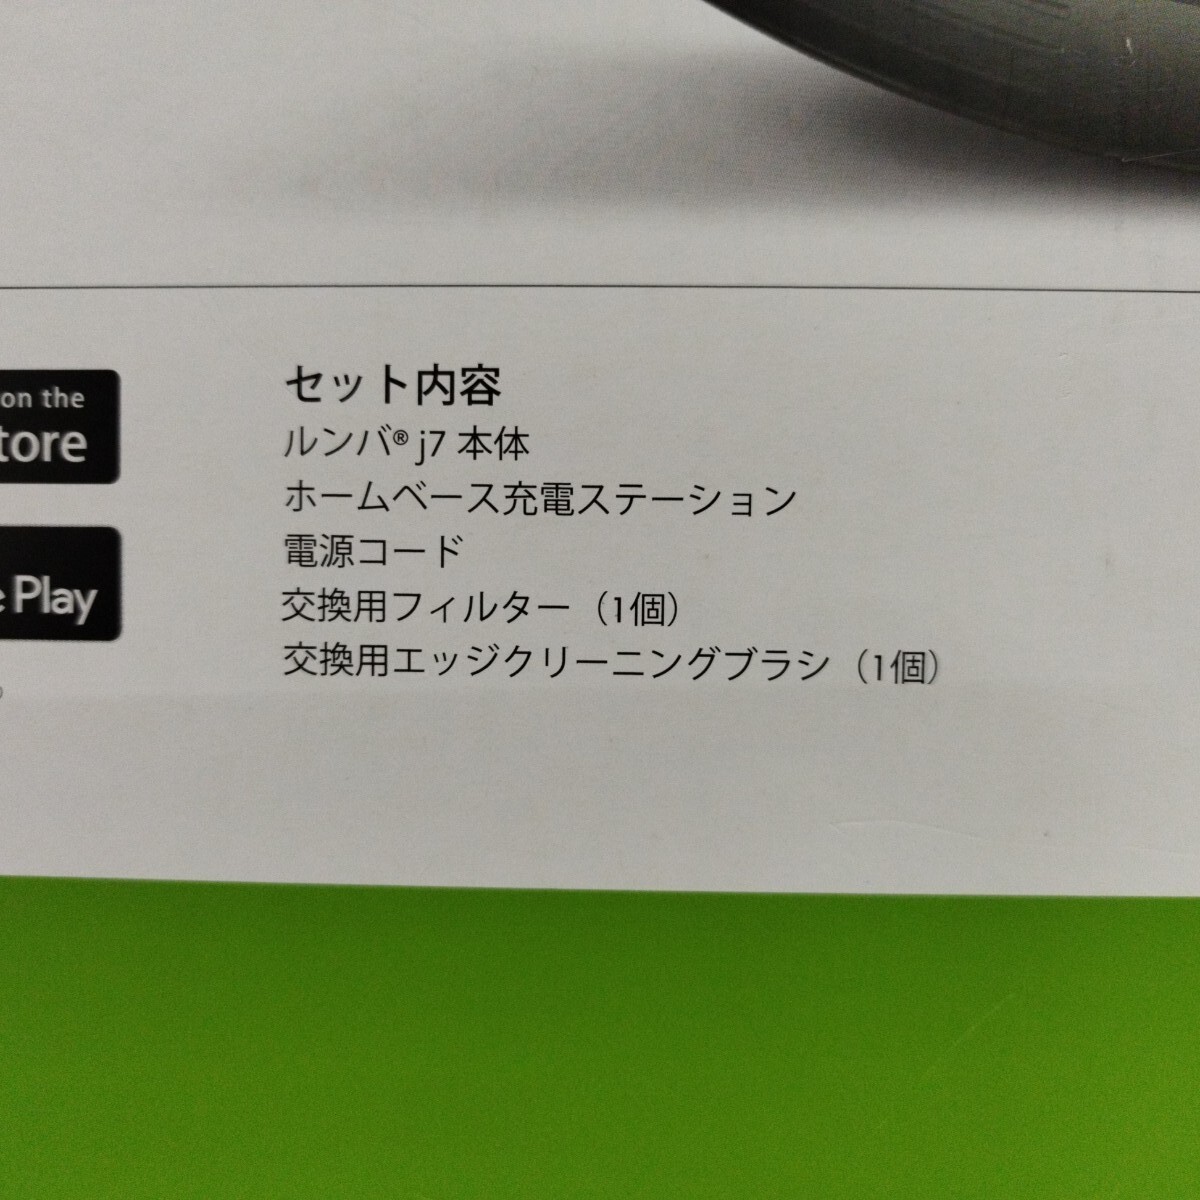 on the
tore
e Play
セット内容
ルンバ® j7 本体
ホームベース充電ステーション
電源コード
交換用フィルター（1個）
交換用エッジクリーニングブラシ（1個）